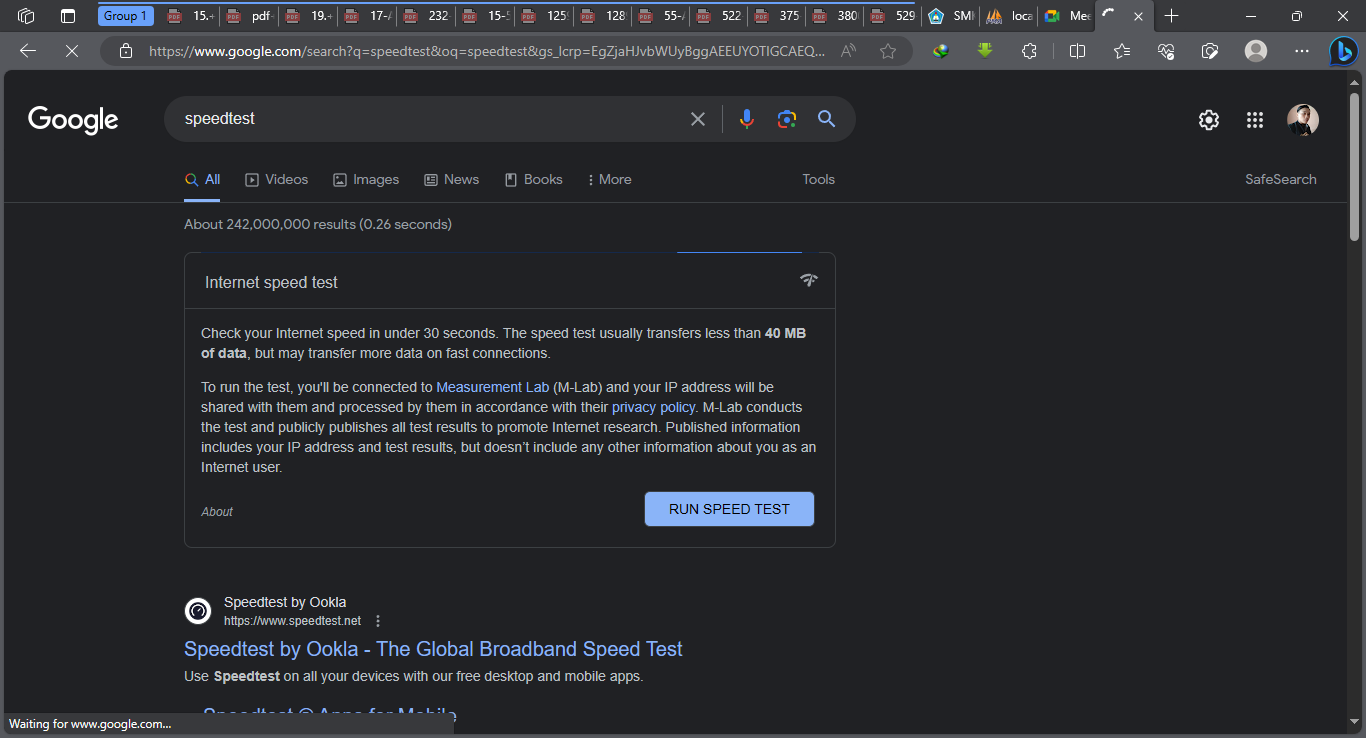 Group 1
15.
pdf
19.
17-
232
15-5
125
128
55-
522
375
380
529
SMI
loca
Mee
https://www.google.com/search?q=speedtest&oq=speedtest&gs_lcrp=EgZjaHJvbWUyBggAEEUYOTIGCAEQ...
Google
speedtest
All
Videos
Images
News
Books
More
Tools
SafeSearch
About 242,000,000 results (0.26 seconds)
Internet speed test
Check your Internet speed in under 30 seconds. The speed test usually transfers less than 40 MB
of data, but may transfer more data on fast connections.
To run the test, you'll be connected to Measurement Lab (M-Lab) and your IP address will be
shared with them and processed by them in accordance with their privacy policy. M-Lab conducts
the test and publicly publishes all test results to promote Internet research. Published information
includes your IP address and test results, but doesn't include any other information about you as an
Internet user.
About
RUN SPEED TEST
Speedtest by Ookla
https://www.speedtest.net
Speedtest by Ookla - The Global Broadband Speed Test
Use Speedtest on all your devices with our free desktop and mobile apps.
Speedtest® Apps for Mobile
Waiting for www.google.com...